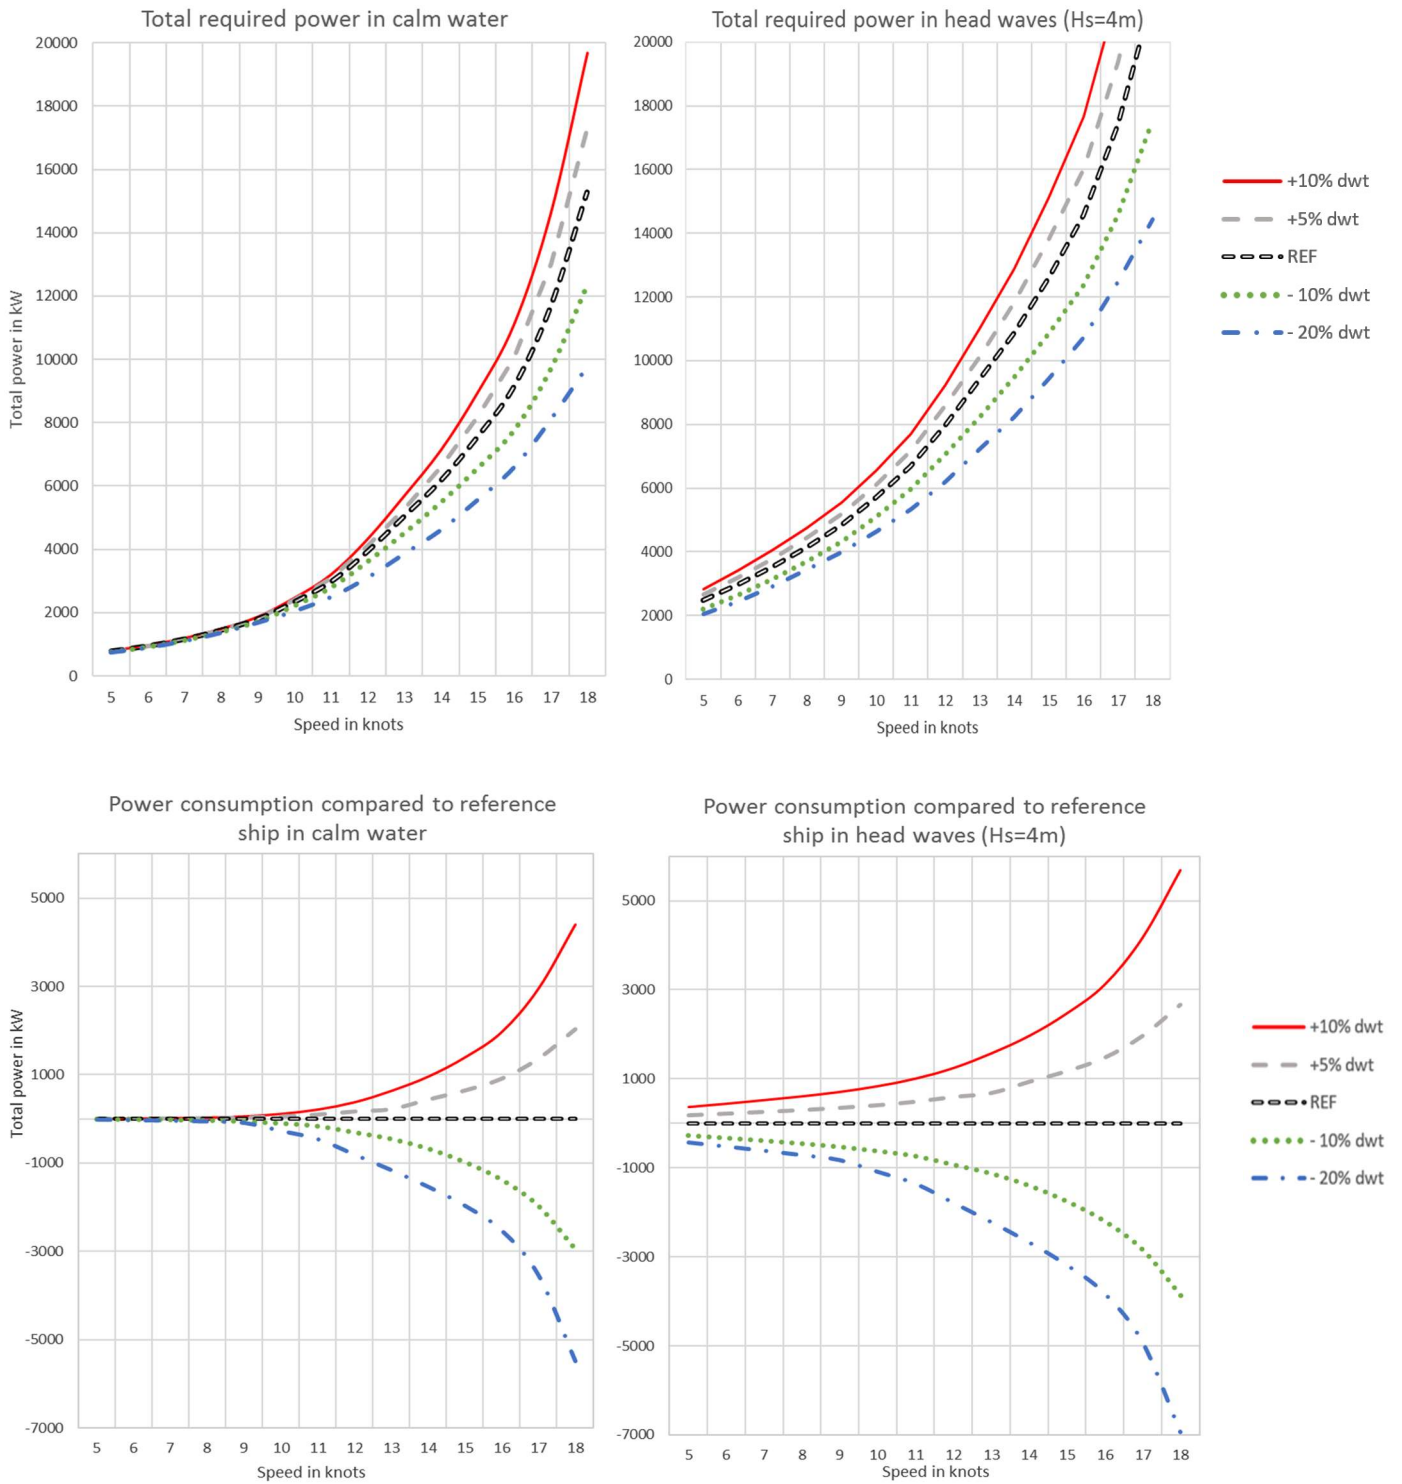 Total required power in calm water
20000
18000
16000
14000
12000
10000
8000
6000
4000
2000
0
Total power in kW
5 6 7 8 9 10 11 12 13 14 15 16 17 18
Speed in knots
Total required power in head waves (Hs=4m)
20000
18000
16000
14000
12000
10000
8000
6000
4000
2000
0
5 6 7 8 9 10 11 12 13 14 15 16 17 18
Speed in knots
+10% dwt
+5% dwt
REF
- 10% dwt
- 20% dwt
Power consumption compared to reference
ship in calm water
5000
3000
1000
-1000
-3000
-5000
-7000
Total power in kW
5 6 7 8 9 10 11 12 13 14 15 16 17 18
Speed in knots
Power consumption compared to reference
ship in head waves (Hs=4m)
5000
3000
1000
-1000
-3000
-5000
-7000
5 6 7 8 9 10 11 12 13 14 15 16 17 18
Speed in knots
+10% dwt
+5% dwt
REF
- 10% dwt
- 20% dwt